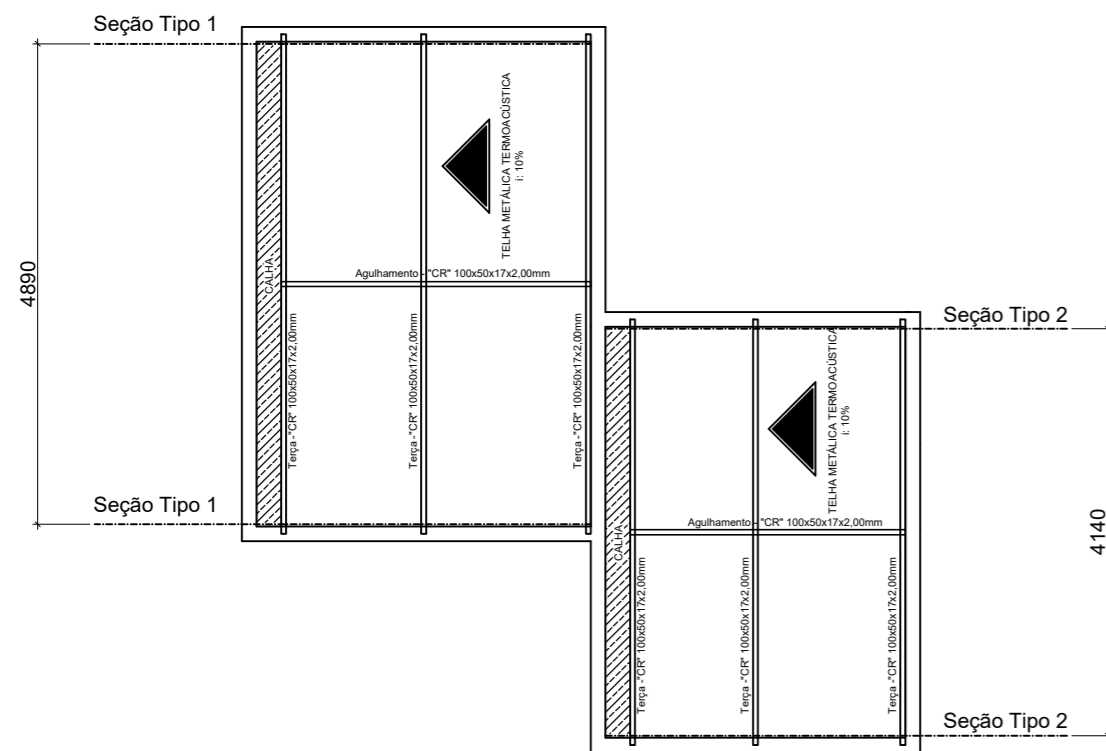 Seção Tipo 1
4890
CALHA
TELHA METÁLICA TERMOACÚSTICA
i: 10%
Agulhamento - "CR" 100x50x17x2,00mm
Terça -"CR" 100x50x17x2,00mm
Terça -"CR" 100x50x17x2,00mm
Terça -"CR" 100x50x17x2,00mm
Seção Tipo 1
Seção Tipo 2
4140
CALHA
TELHA METÁLICA TERMOACÚSTICA
i: 10%
Agulhamento - "CR" 100x50x17x2,00mm
Terça -"CR" 100x50x17x2,00mm
Terça -"CR" 100x50x17x2,00mm
Terça -"CR" 100x50x17x2,00mm
Seção Tipo 2